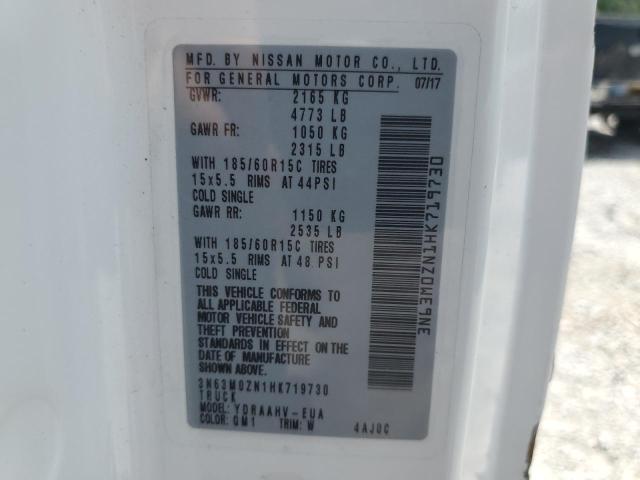 MFD. BY NISSAN MOTOR CO., LTD.
FOR GENERAL MOTORS CORP. 07/17
GVWR: 2165 KG
4773 LB
GAWR FR: 1050 KG
2315 LB
WITH 185/60R15C TIRES
15x5.5 RIMS AT 44PSI
COLD SINGLE
GAWR RR: 1150 KG
2535 LB
WITH 185/60R15C TIRES
15x5.5 RIMS AT 48 PSI
COLD SINGLE
THIS VEHICLE CONFORMS TO
ALL APPLICABLE FEDERAL
MOTOR VEHICLE SAFETY AND
THEFT PREVENTION
STANDARDS IN EFFECT ON THE
DATE OF MANUFACTURE
SHOWN ABOVE.
3N63M0ZN1HK719730
TRUCK
MODEL: YDRAAHV-EUA
COLOR: QM1 TRIM: W 4AJ0C
3N63M0ZN1HK719730